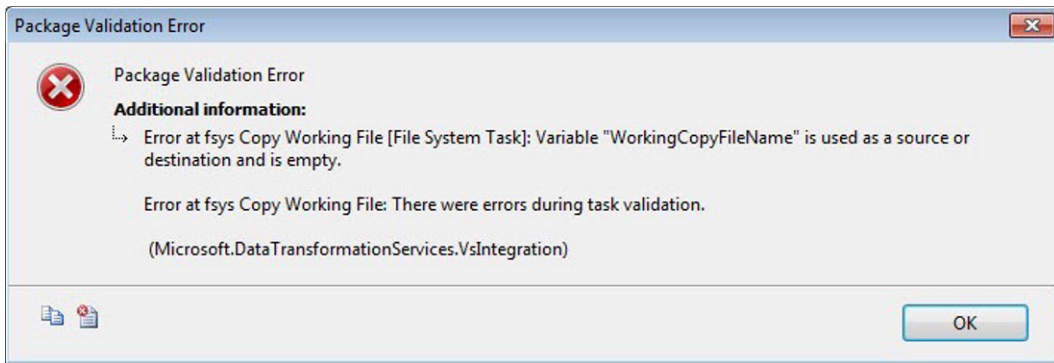 Package Validation Error
Package Validation Error
Additional information:
Error at fsys Copy Working File [File System Task]: Variable "WorkingCopyFileName" is used as a source or
destination and is empty.
Error at fsys Copy Working File: There were errors during task validation.
(Microsoft.DataTransformationServices.VsIntegration)
OK